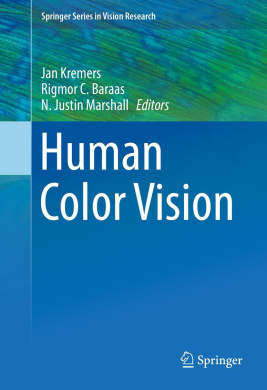 Springer Series in Vision Research
Jan Kremers
Rigmor C. Baraas
N. Justin Marshall Editors
Human
Color Vision
Springer